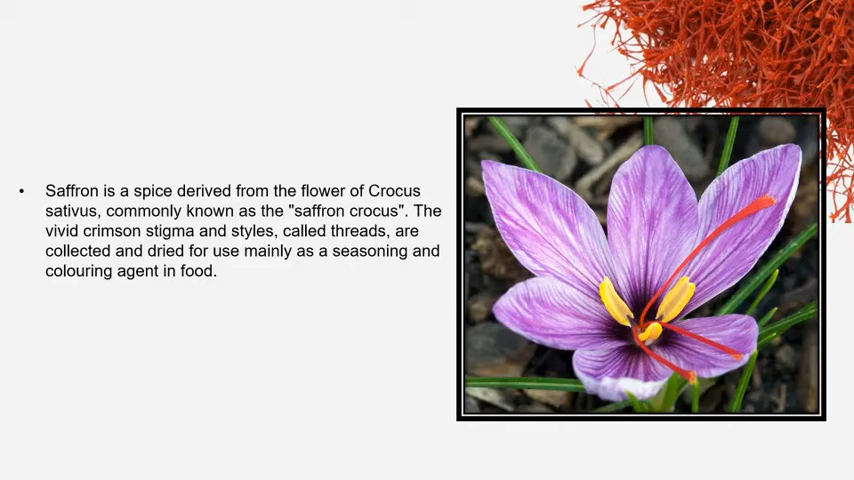 • Saffron is a spice derived from the flower of Crocus
sativus, commonly known as the "saffron crocus". The
vivid crimson stigma and styles, called threads, are
collected and dried for use mainly as a seasoning and
colouring agent in food.